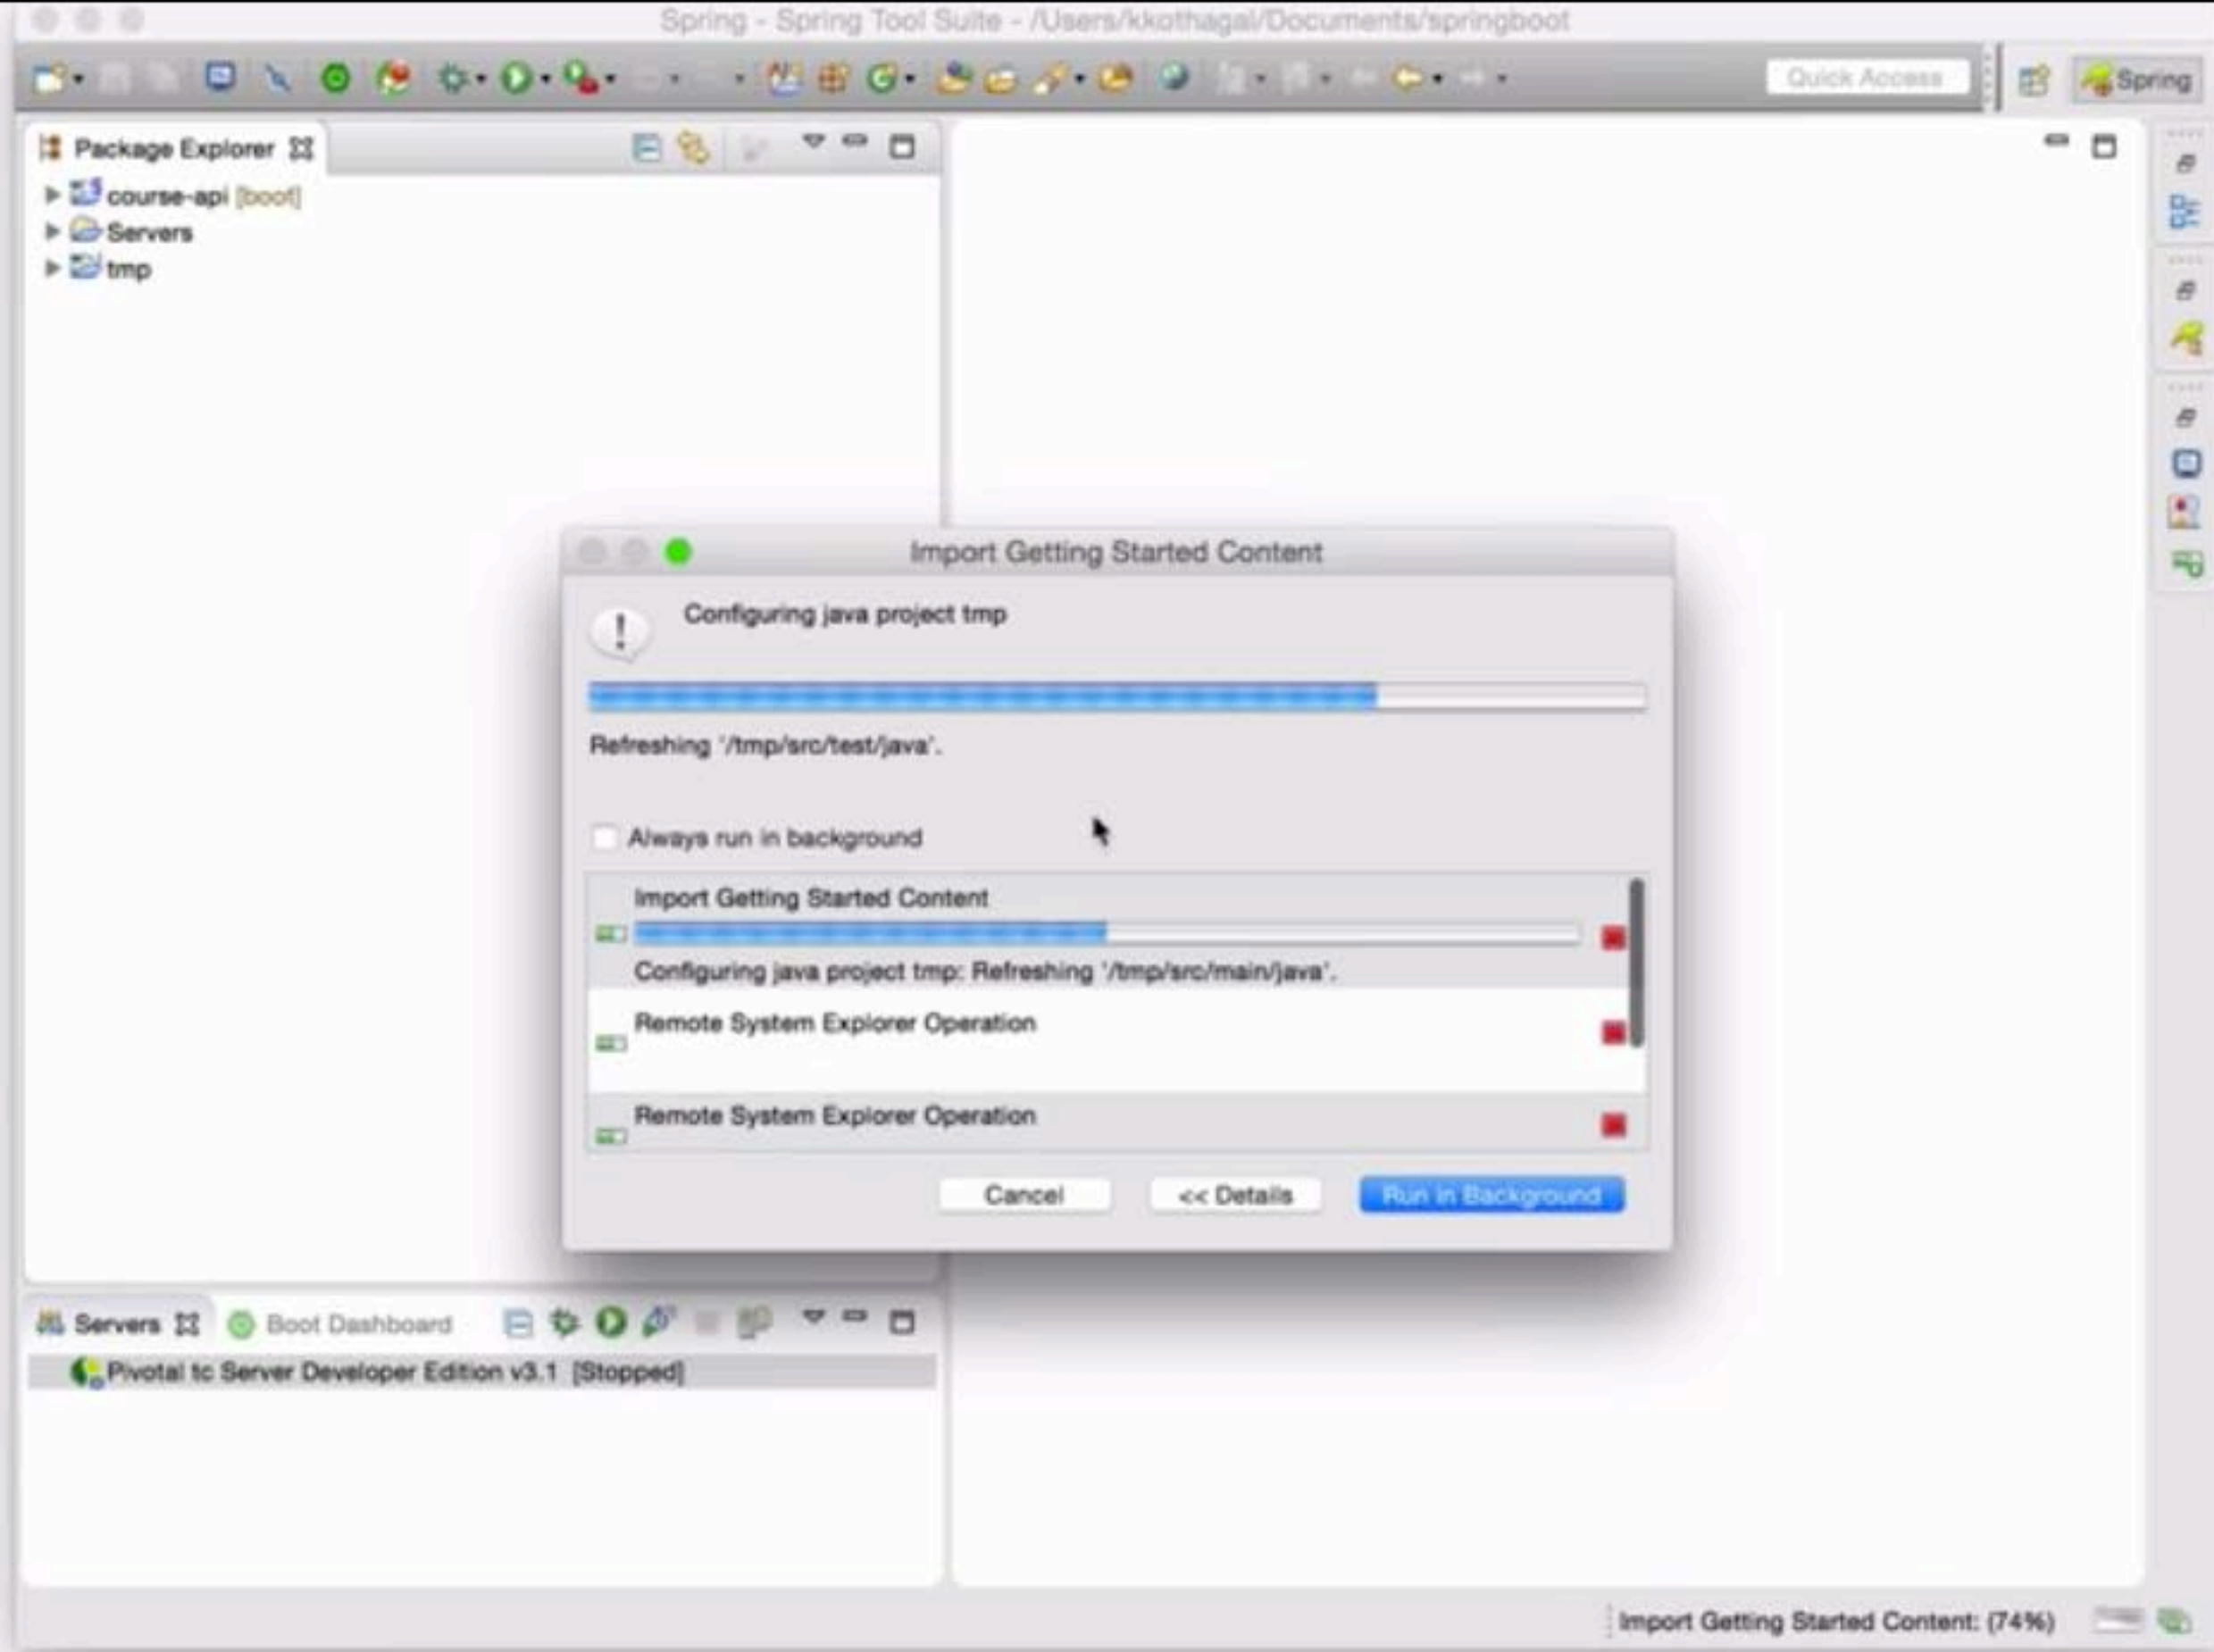 Spring - Spring Tool Suite - /Users/kkothagal/Documents/springboot
Quick Access
Spring
Package Explorer
course-api [boot]
Servers
tmp
Import Getting Started Content
Configuring java project tmp
Refreshing '/tmp/src/test/java'.
Always run in background
Import Getting Started Content
Configuring java project tmp: Refreshing '/tmp/src/main/java'.
Remote System Explorer Operation
Remote System Explorer Operation
Cancel
<< Details
Run in Background
Servers
Boot Dashboard
Pivotal tc Server Developer Edition v3.1 [Stopped]
Import Getting Started Content: (74%)